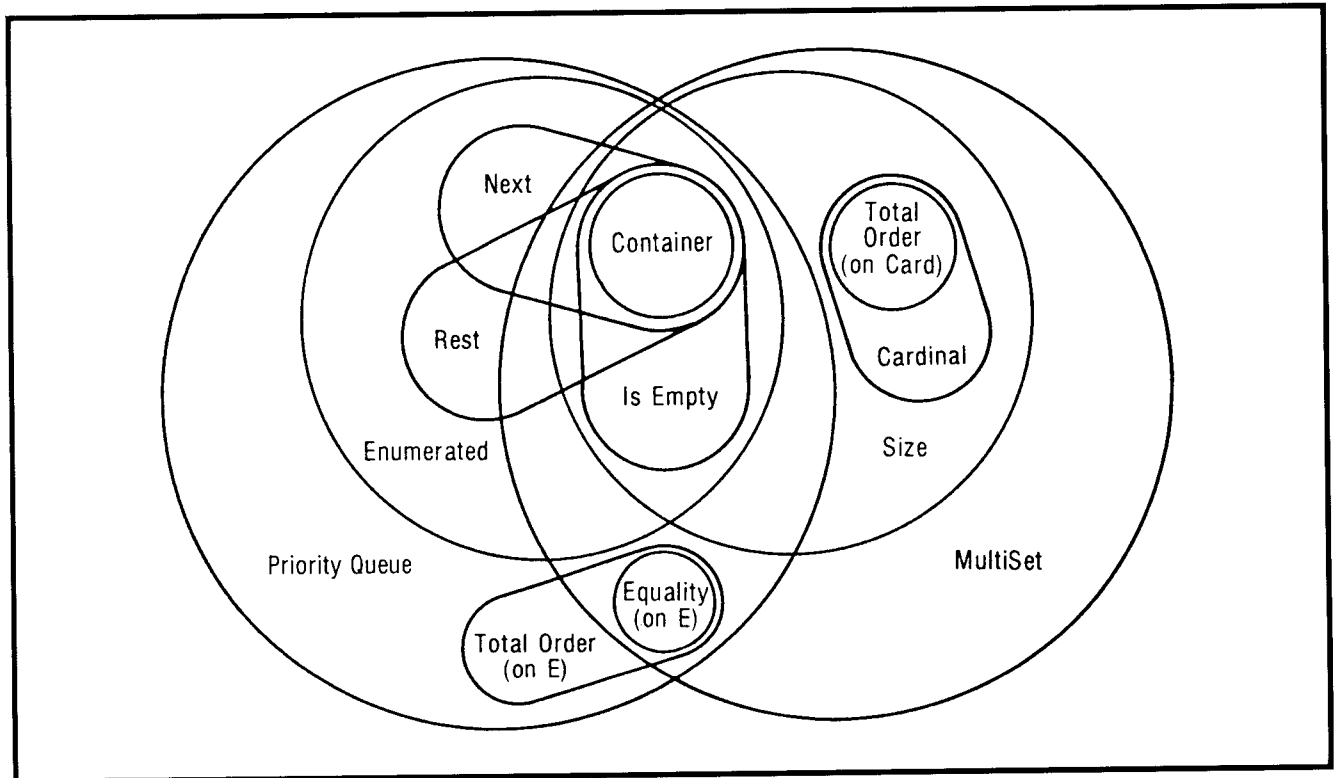 Next
Container
Total
Order
(on Card)
Rest
Cardinal
Is Empty
Enumerated
Size
Priority Queue
MultiSet
Equality
(on E)
Total Order
(on E)